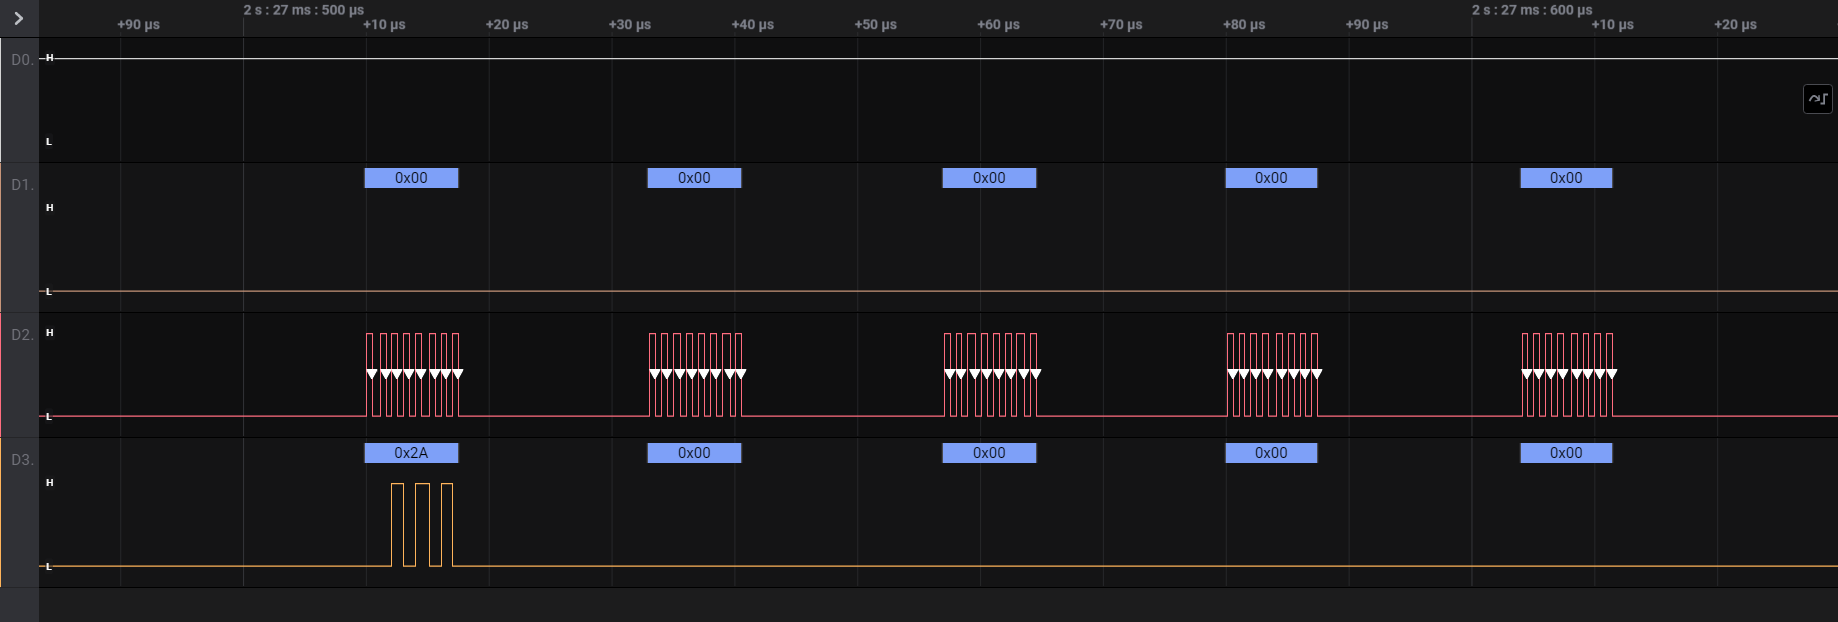 2 s : 27 ms : 500 µs 2 s : 27 ms : 600 µs
+90 µs +10 µs +20 µs +30 µs +40 µs +50 µs +60 µs +70 µs +80 µs +90 µs +10 µs +20 µs
D0. H
L
D1. 0x00 0x00 0x00 0x00 0x00
H
L
D2. H
L
D3. 0x2A 0x00 0x00 0x00 0x00
H
L